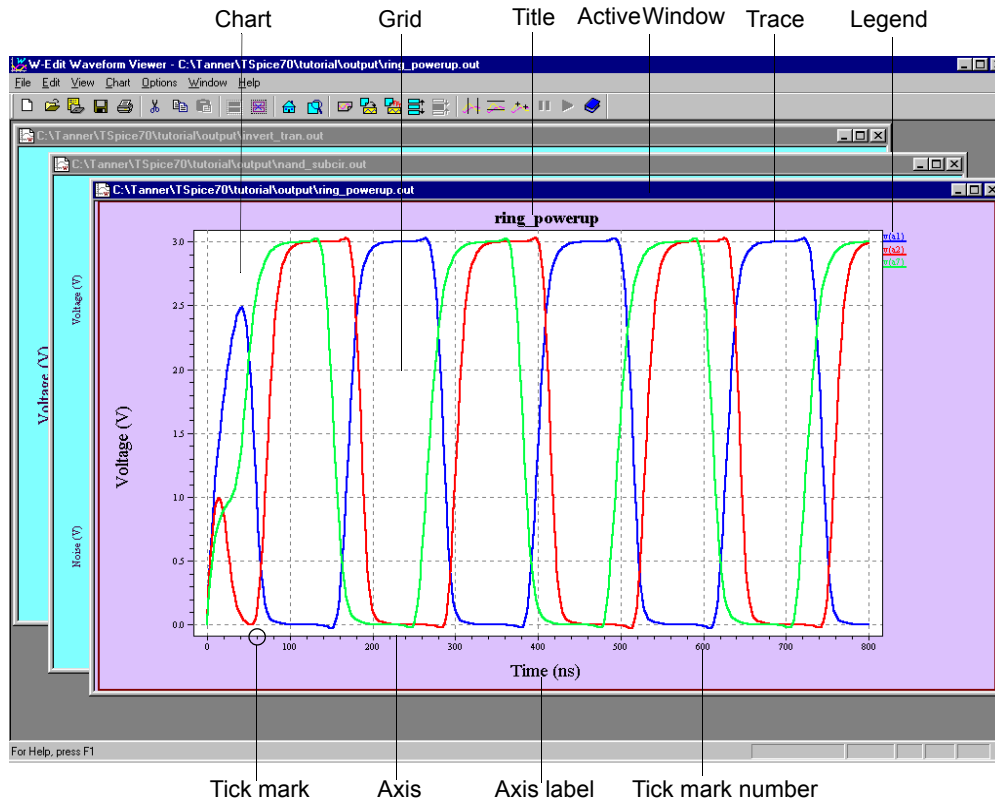 Chart Grid Title ActiveWindow Trace Legend
W-Edit Waveform Viewer - C:\Tanner\TSpice70\tutorial\output\ring_powerup.out
File Edit View Chart Options Window Help
C:\Tanner\TSpice70\tutorial\output\invert_tran.out
C:\Tanner\TSpice70\tutorial\output\nand_subcir.out
C:\Tanner\TSpice70\tutorial\output\ring_powerup.out
ring_powerup
v(a1)
v(a2)
v(a3)
3.0
2.5
2.0
1.5
1.0
0.5
0.0
Voltage (V)
Voltage (V)
Voltage (V)
Noise (V)
0 100 200 300 400 500 600 700 800
Time (ns)
For Help, press F1
Tick mark Axis Axis label Tick mark number